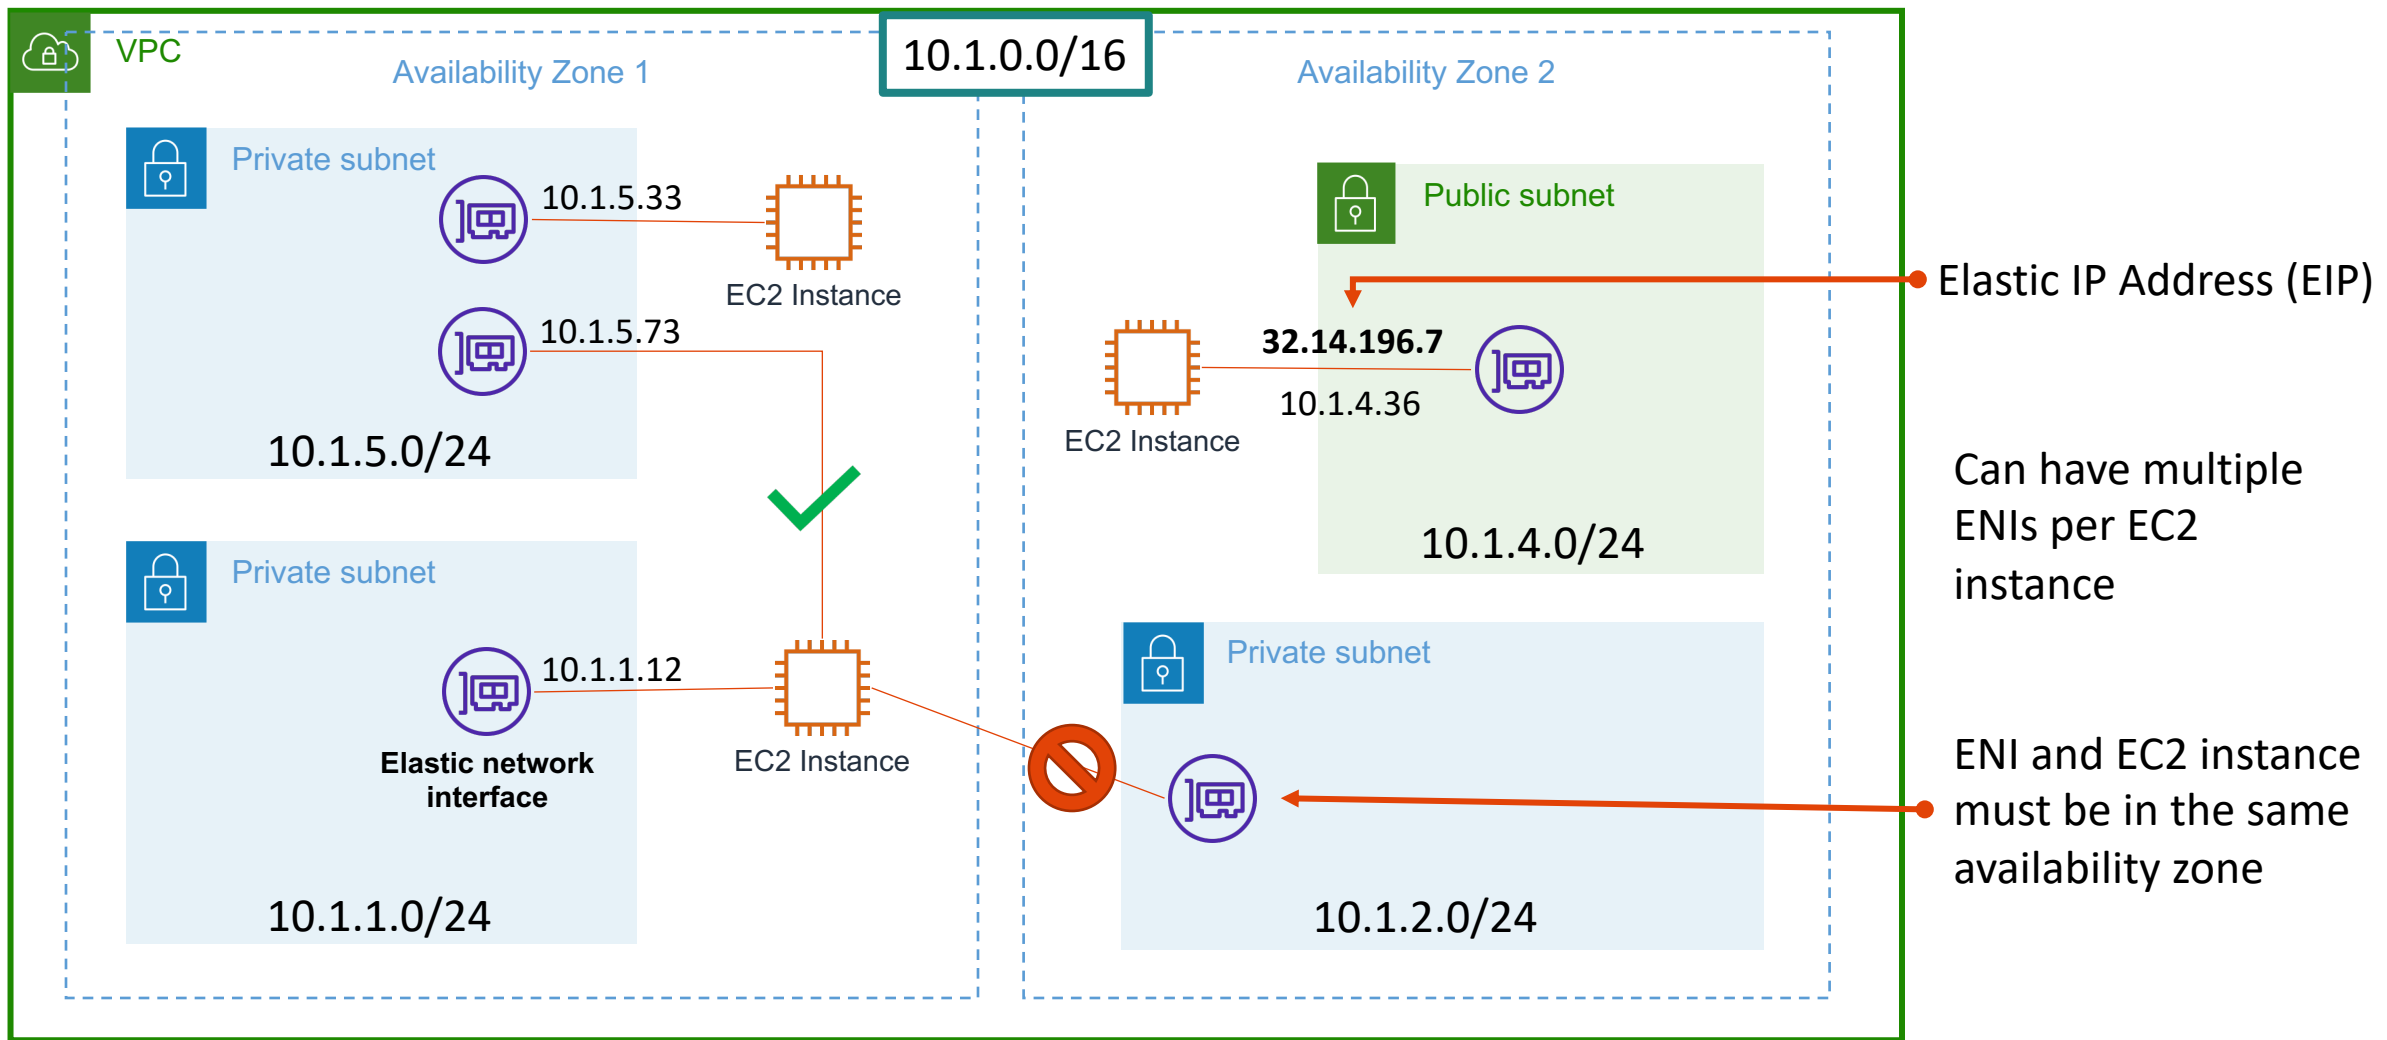 VPC
10.1.0.0/16
Availability Zone 1
Private subnet
10.1.5.33
EC2 Instance
10.1.5.73
10.1.5.0/24
Private subnet
10.1.1.12
EC2 Instance
Elastic network
interface
10.1.1.0/24
Availability Zone 2
Public subnet
32.14.196.7
10.1.4.36
EC2 Instance
10.1.4.0/24
Private subnet
10.1.2.0/24
Elastic IP Address (EIP)
Can have multiple
ENIs per EC2
instance
ENI and EC2 instance
must be in the same
availability zone